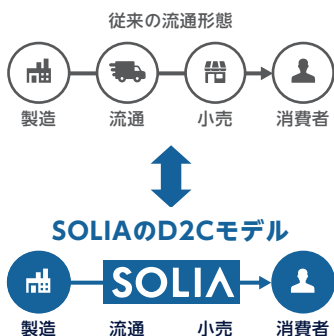 従来の流通形態
製造 流通 小売 消費者
SOLIAのD2Cモデル
SOLIA
製造 流通 小売 消費者